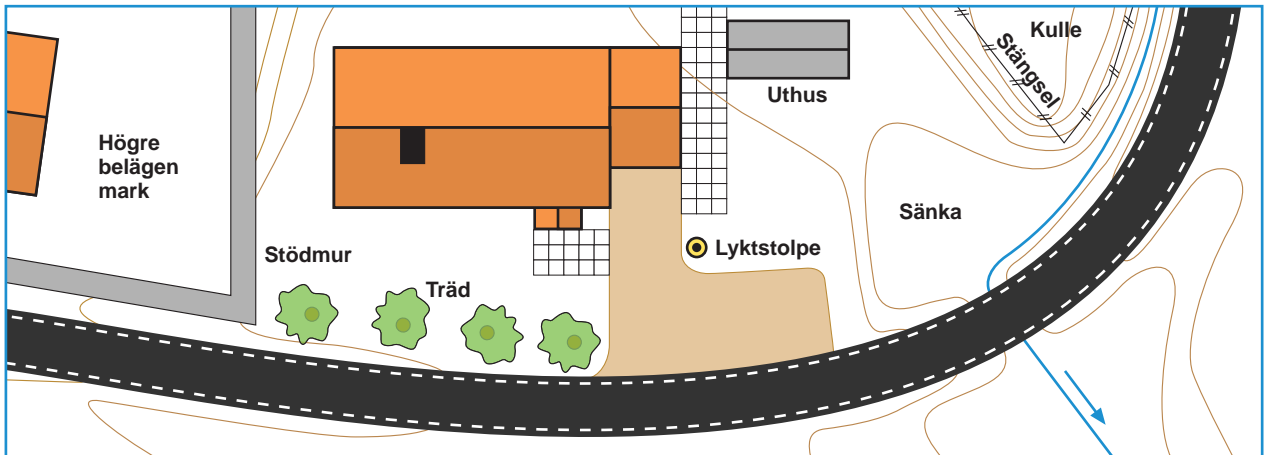 Kulle
Stängsel
Uthus
Högre
belägen
mark
Sänka
Stödmur
Lyktstolpe
Träd